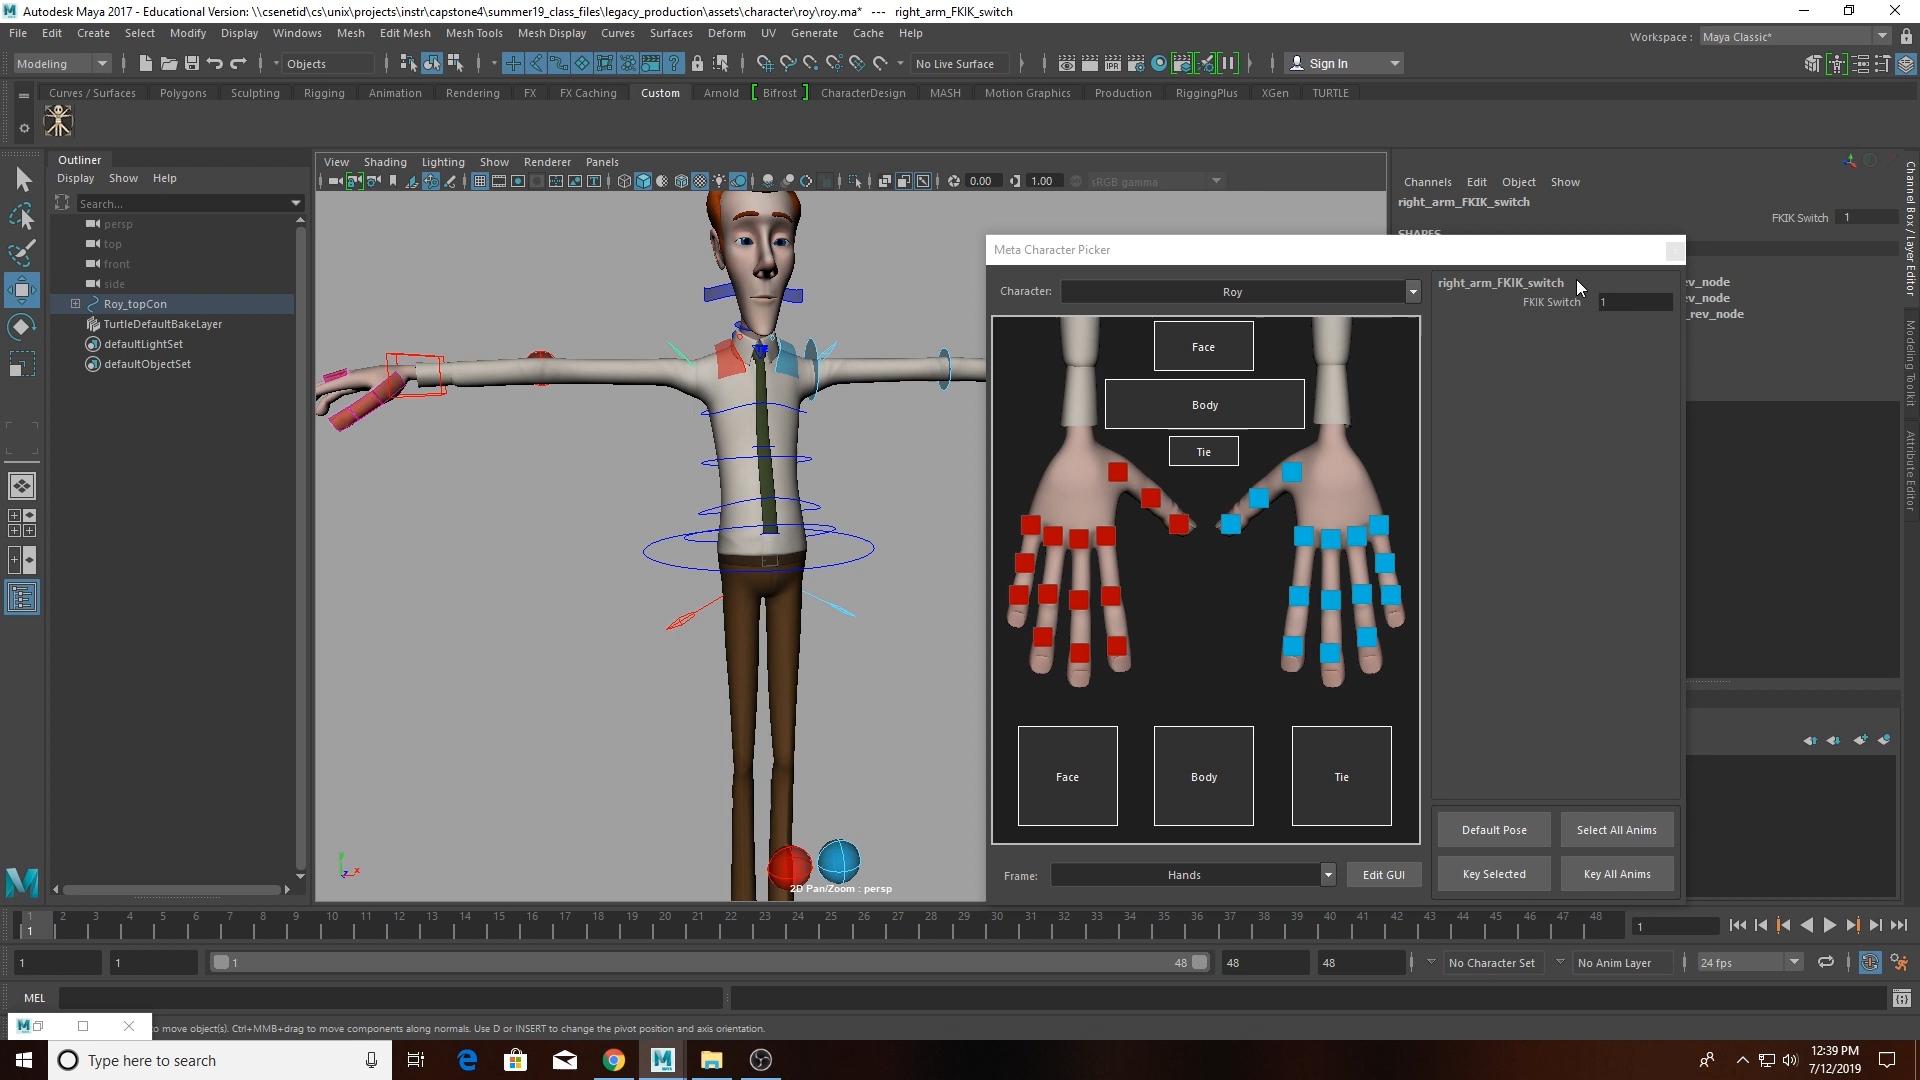 Autodesk Maya 2017 - Educational Version: \\csenetid\cs\unix\projects\instr\capstone4\summer19_class_files\legacy_production\assets\character\roy\roy.ma*   ---   right_arm_FKIK_switch
File Edit Create Select Modify Display Windows Mesh Edit Mesh Mesh Tools Mesh Display Curves Surfaces Deform UV Generate Cache Help
Workspace : Maya Classic*
Modeling Objects No Live Surface Sign In
Curves / Surfaces Polygons Sculpting Rigging Animation Rendering FX FX Caching Custom Arnold Bifrost CharacterDesign MASH Motion Graphics Production RiggingPlus XGen TURTLE
Outliner
Display Show Help
Search...
persp
top
front
side
Roy_topCon
TurtleDefaultBakeLayer
defaultLightSet
defaultObjectSet
View Shading Lighting Show Renderer Panels
0.00 1.00 sRGB gamma
2D Pan/Zoom : persp
Channels Edit Object Show
right_arm_FKIK_switch
FKIK Switch 1
SHAPES
ev_node
ev_node
_rev_node
Channel Box / Layer Editor
Modeling Toolkit
Attribute Editor
Meta Character Picker
Character: Roy
right_arm_FKIK_switch
FKIK Switch 1
Face
Body
Tie
Face Body Tie
Frame: Hands Edit GUI
Default Pose Select All Anims
Key Selected Key All Anims
1 2 3 4 5 6 7 8 9 10 11 12 13 14 15 16 17 18 19 20 21 22 23 24 25 26 27 28 29 30 31 32 33 34 35 36 37 38 39 40 41 42 43 44 45 46 47 48
1 1
1 1 1 48 48 48 No Character Set No Anim Layer 24 fps
MEL
o move object(s). Ctrl+MMB+drag to move components along normals. Use D or INSERT to change the pivot position and axis orientation.
Type here to search
12:39 PM
7/12/2019